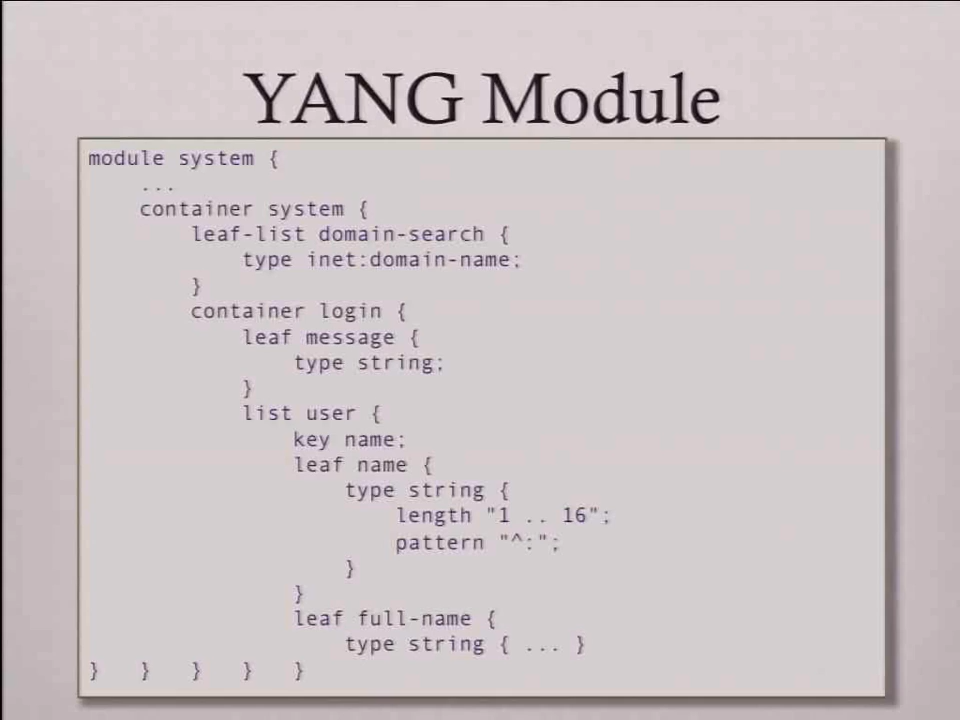 YANG Module
module system {
    ...
    container system {
        leaf-list domain-search {
            type inet:domain-name;
        }
        container login {
            leaf message {
                type string;
            }
            list user {
                key name;
                leaf name {
                    type string {
                        length "1 .. 16";
                        pattern "^:";
                    }
                }
                leaf full-name {
                    type string { ... }
}   }   }   }   }